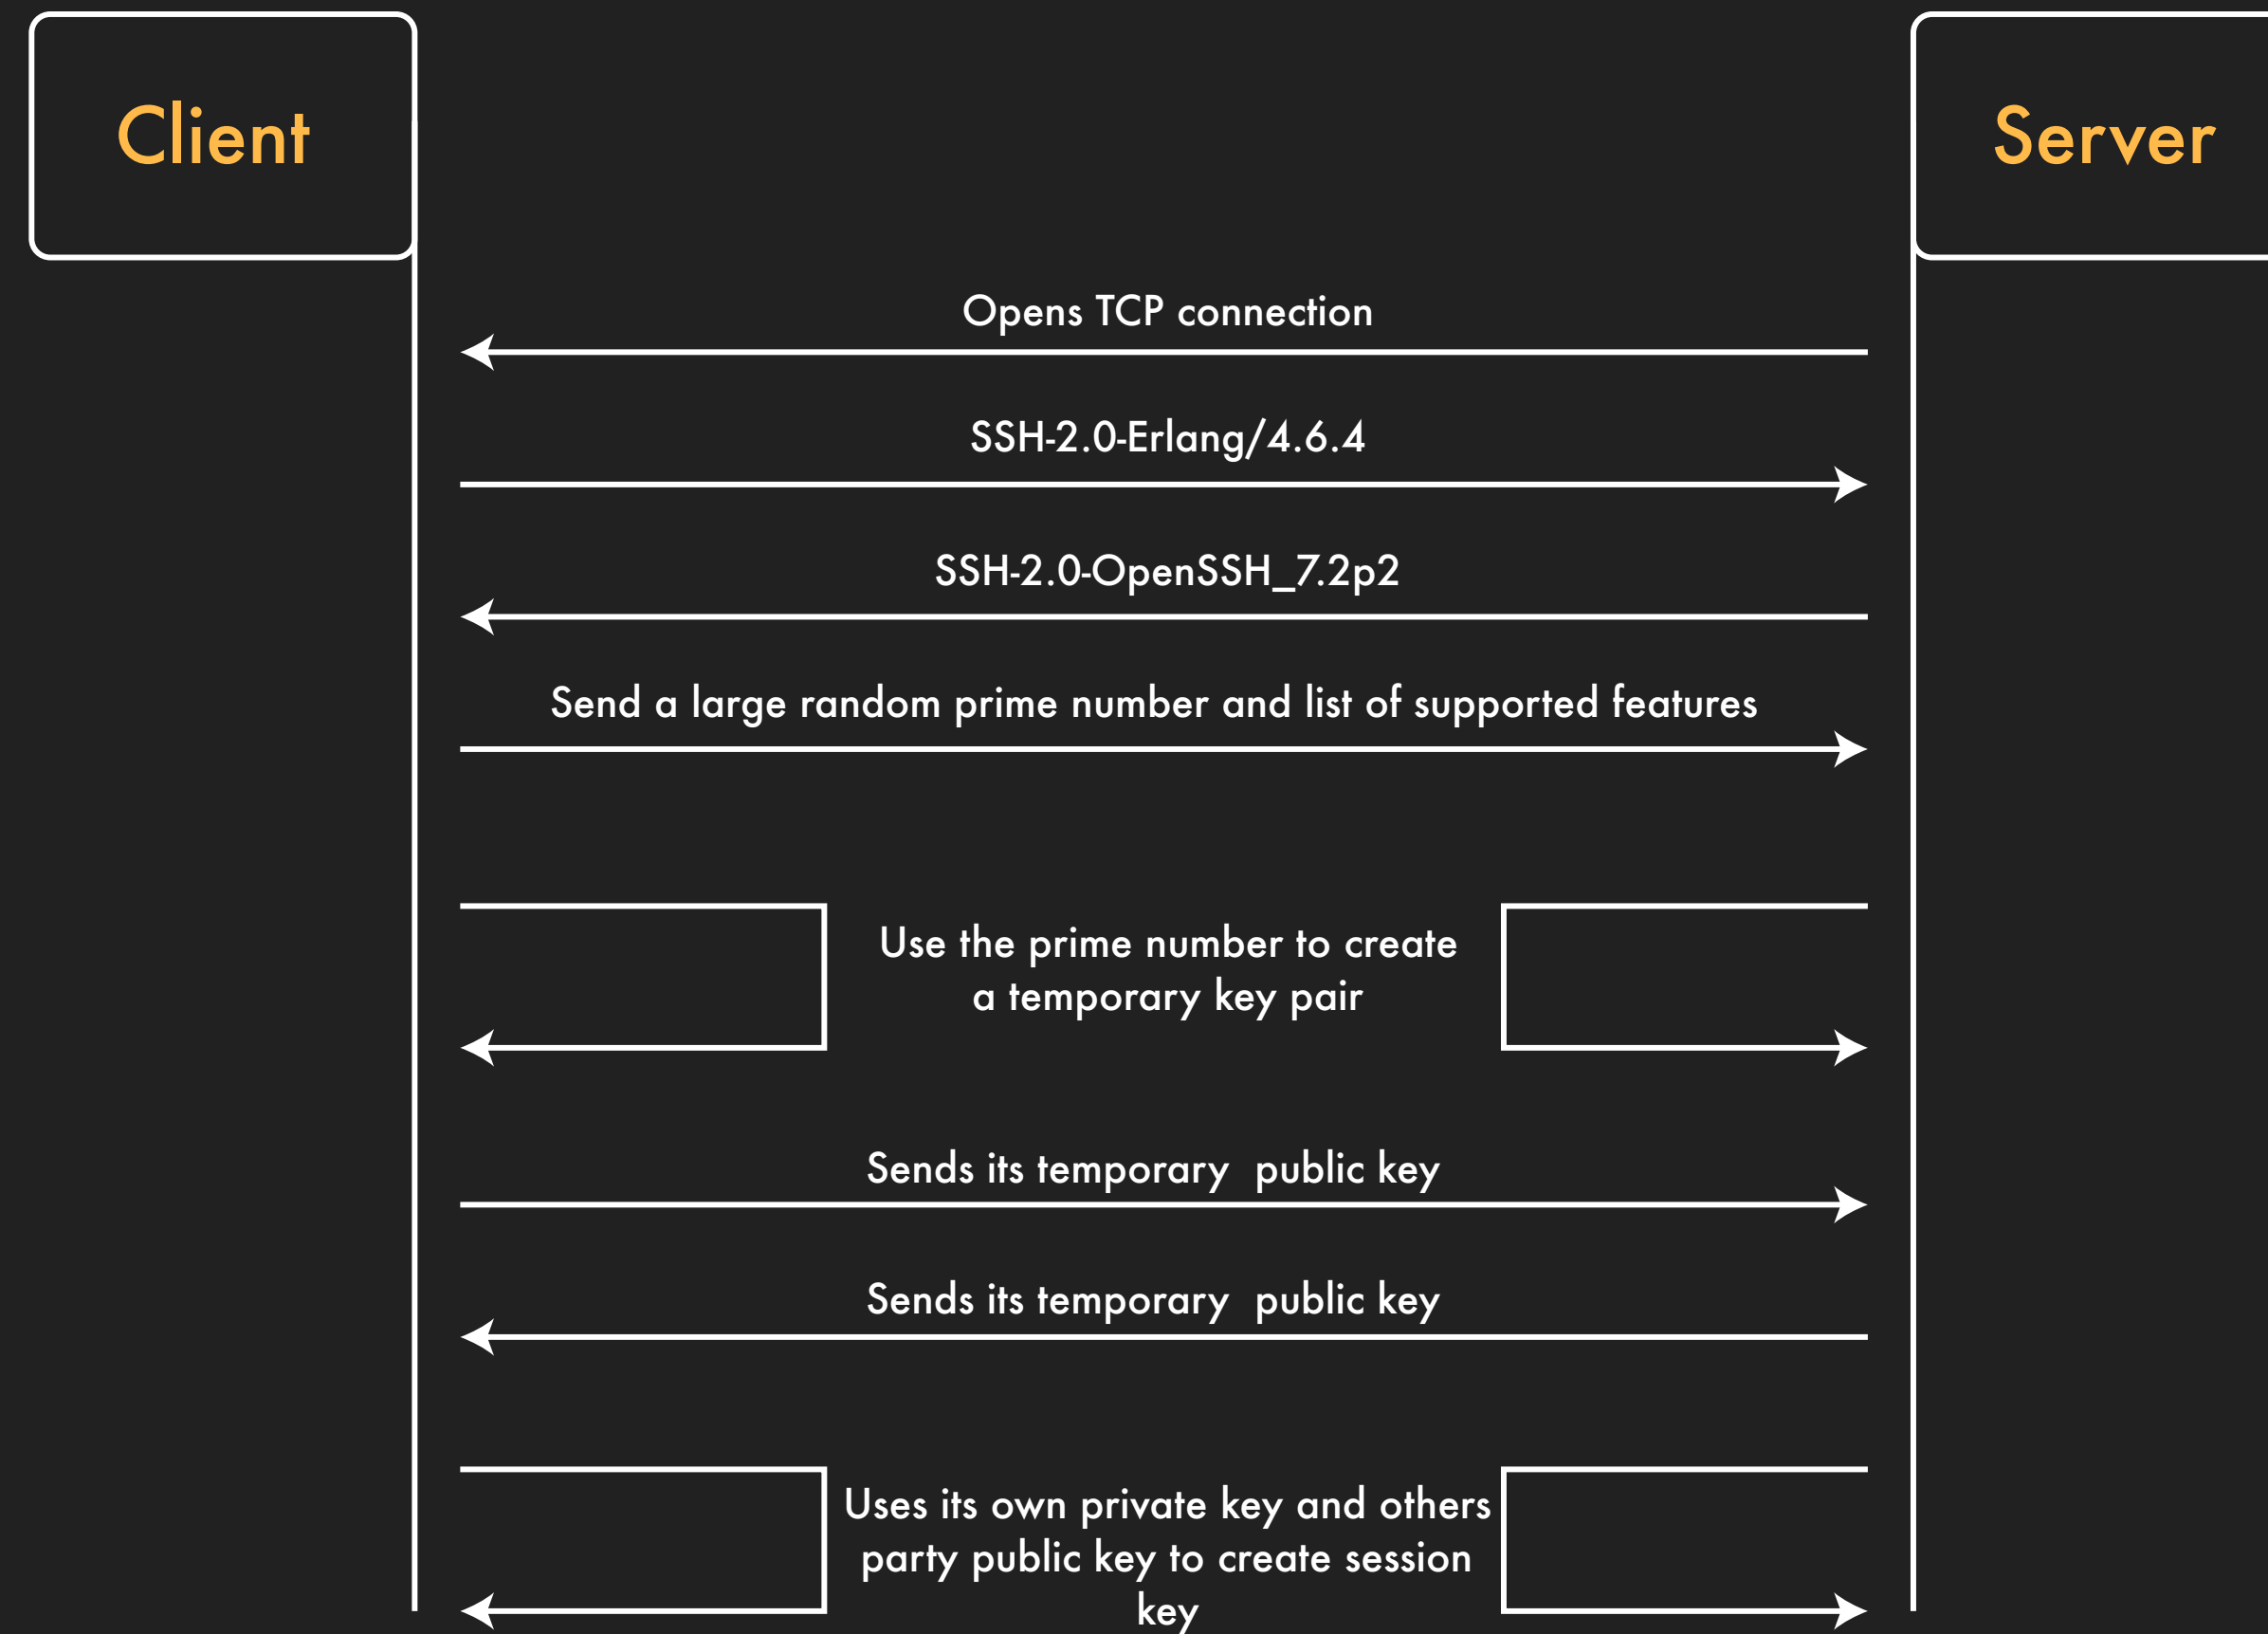 Client
Server
Opens TCP connection
SSH-2.0-Erlang/4.6.4
SSH-2.0-OpenSSH_7.2p2
Send a large random prime number and list of supported features
Use the prime number to create
a temporary key pair
Sends its temporary  public key
Sends its temporary  public key
Uses its own private key and others
party public key to create session
key